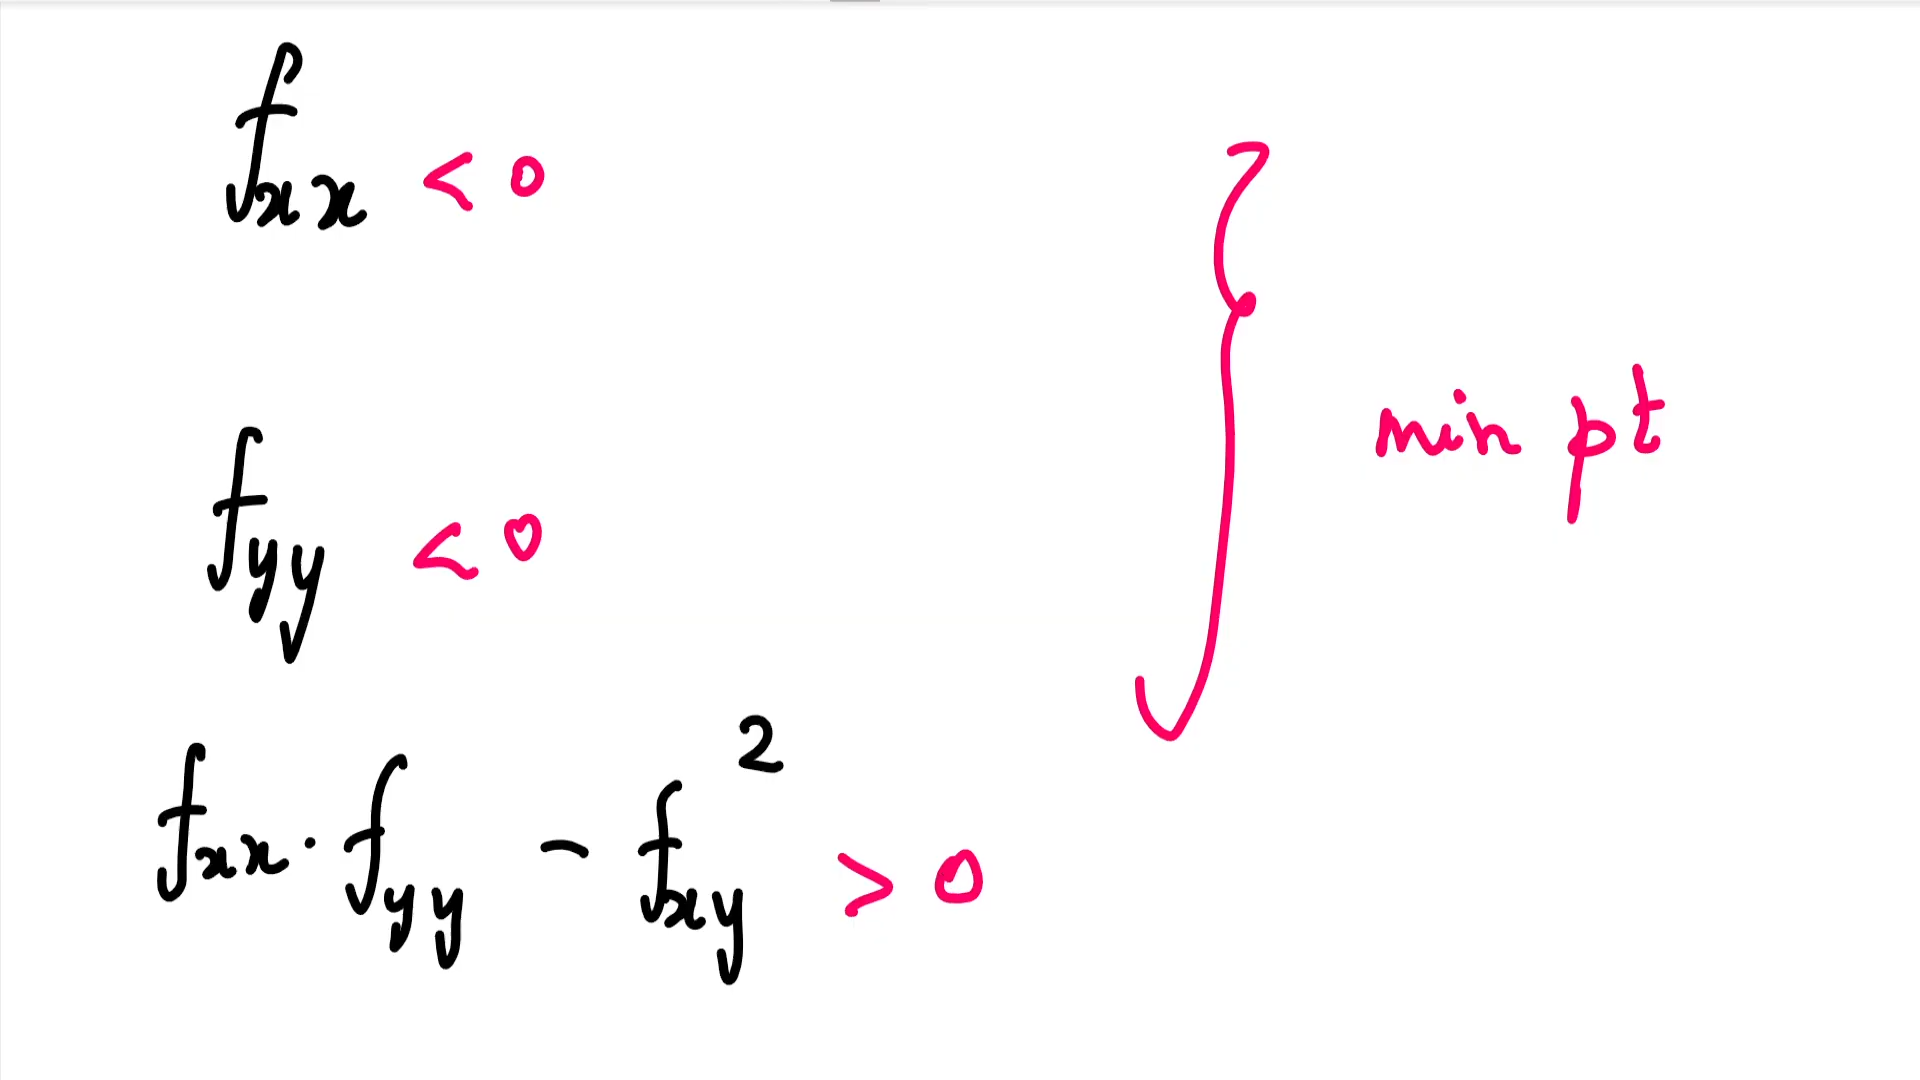 fxx < 0
fyy < 0
min pt
fxx · fyy - fxy² > 0